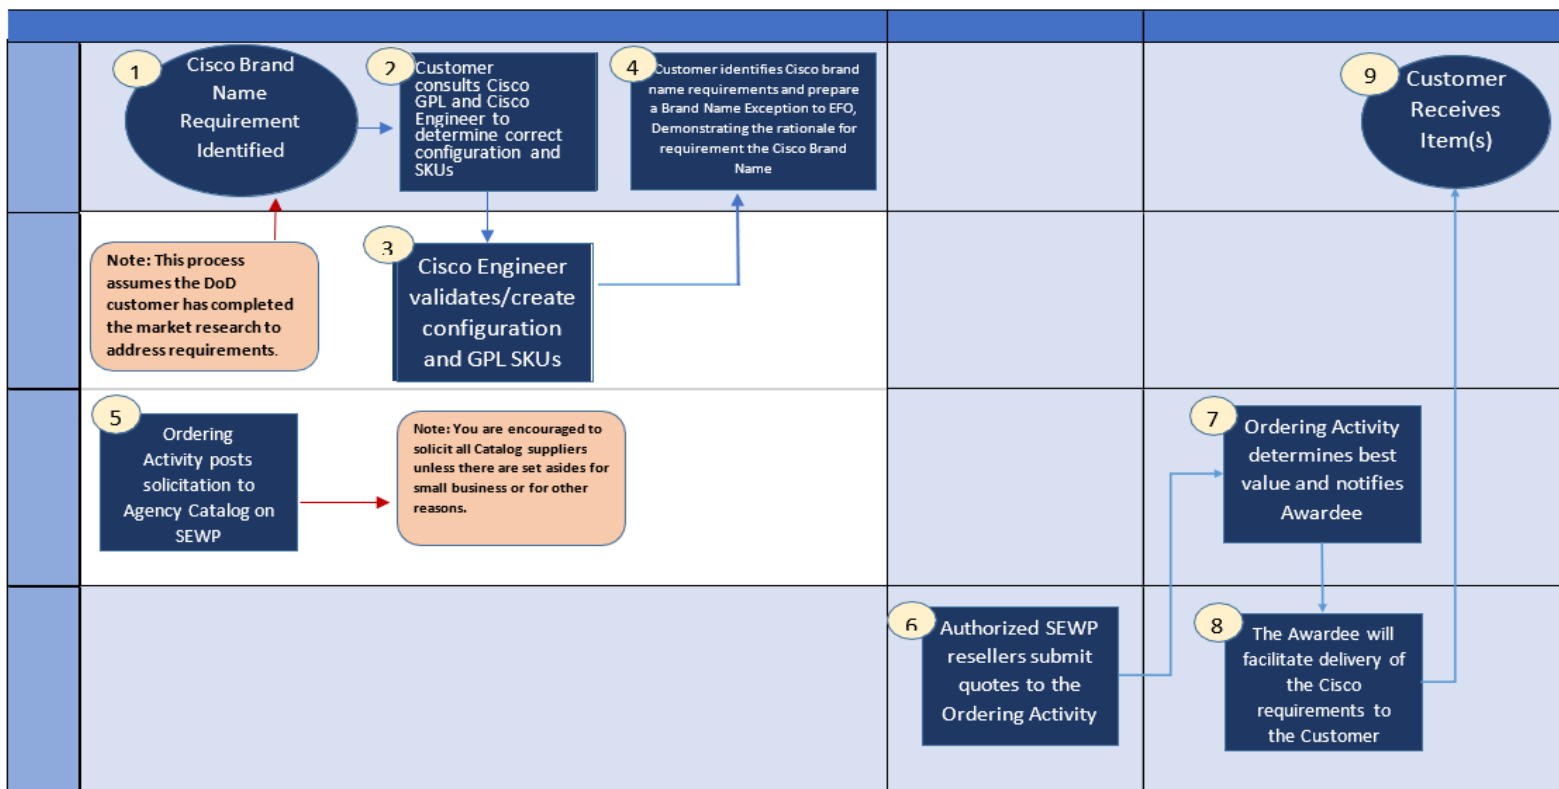 1
Cisco Brand
Name
Requirement
Identified
2
Customer
consults Cisco
GPL and Cisco
Engineer to
determine correct
configuration and
SKUs
4
Customer identifies Cisco brand
name requirements and prepare
a Brand Name Exception to EFO,
Demonstrating the rationale for
requirement the Cisco Brand
Name
9
Customer
Receives
Item(s)
Note: This process
assumes the DoD
customer has completed
the market research to
address requirements.
3
Cisco Engineer
validates/create
configuration
and GPL SKUs
5
Ordering
Activity posts
solicitation to
Agency Catalog on
SEWP
Note: You are encouraged to
solicit all Catalog suppliers
unless there are set asides for
small business or for other
reasons.
7
Ordering Activity
determines best
value and notifies
Awardee
6
Authorized SEWP
resellers submit
quotes to the
Ordering Activity
8
The Awardee will
facilitate delivery of
the Cisco
requirements to
the Customer